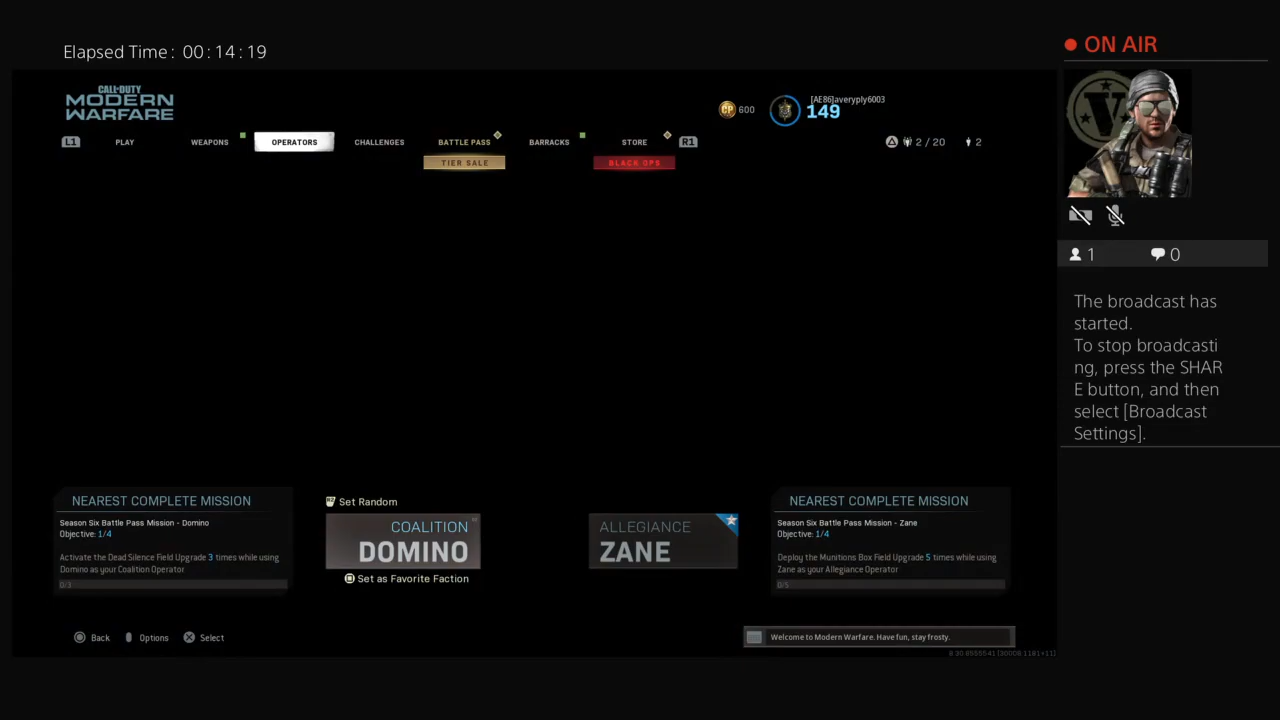 Elapsed Time: 00:14:19
ON AIR
CALL·DUTY
MODERN
WARFARE
CP 600
[AE86]averyply6003
149
L1 PLAY WEAPONS OPERATORS CHALLENGES BATTLE PASS BARRACKS STORE R1
2 / 20 2
TIER SALE BLACK OPS
1 0
The broadcast has
started.
To stop broadcasti
ng, press the SHAR
E button, and then
select [Broadcast
Settings].
NEAREST COMPLETE MISSION
Season Six Battle Pass Mission - Domino
Objective: 1/4
Activate the Dead Silence Field Upgrade 3 times while using
Domino as your Coalition Operator
0/3
Set Random
COALITION
DOMINO
Set as Favorite Faction
ALLEGIANCE
ZANE
NEAREST COMPLETE MISSION
Season Six Battle Pass Mission - Zane
Objective: 1/4
Deploy the Munitions Box Field Upgrade 5 times while using
Zane as your Allegiance Operator
0/5
Back Options Select
Welcome to Modern Warfare. Have fun, stay frosty.